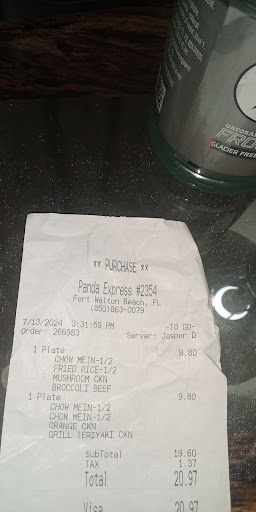 GATORADE
FRO
GLACIER FREE
** PURCHASE **
Panda Express #2354
Fort Walton Beach, FL
(850)863-0079
7/13/2024 3:31:59 PM -TO GO-
Order: 266983 Server: Jasper D
1 Plate 9.80
CHOW MEIN-1/2
FRIED RICE-1/2
MUSHROOM CKN
BROCCOLI BEEF
1 Plate 9.80
CHOW MEIN-1/2
CHOW MEIN-1/2
ORANGE CKN
GRILL TERIYAKI CKN
SubTotal 19.60
TAX 1.37
Total 20.97
Visa 20.97